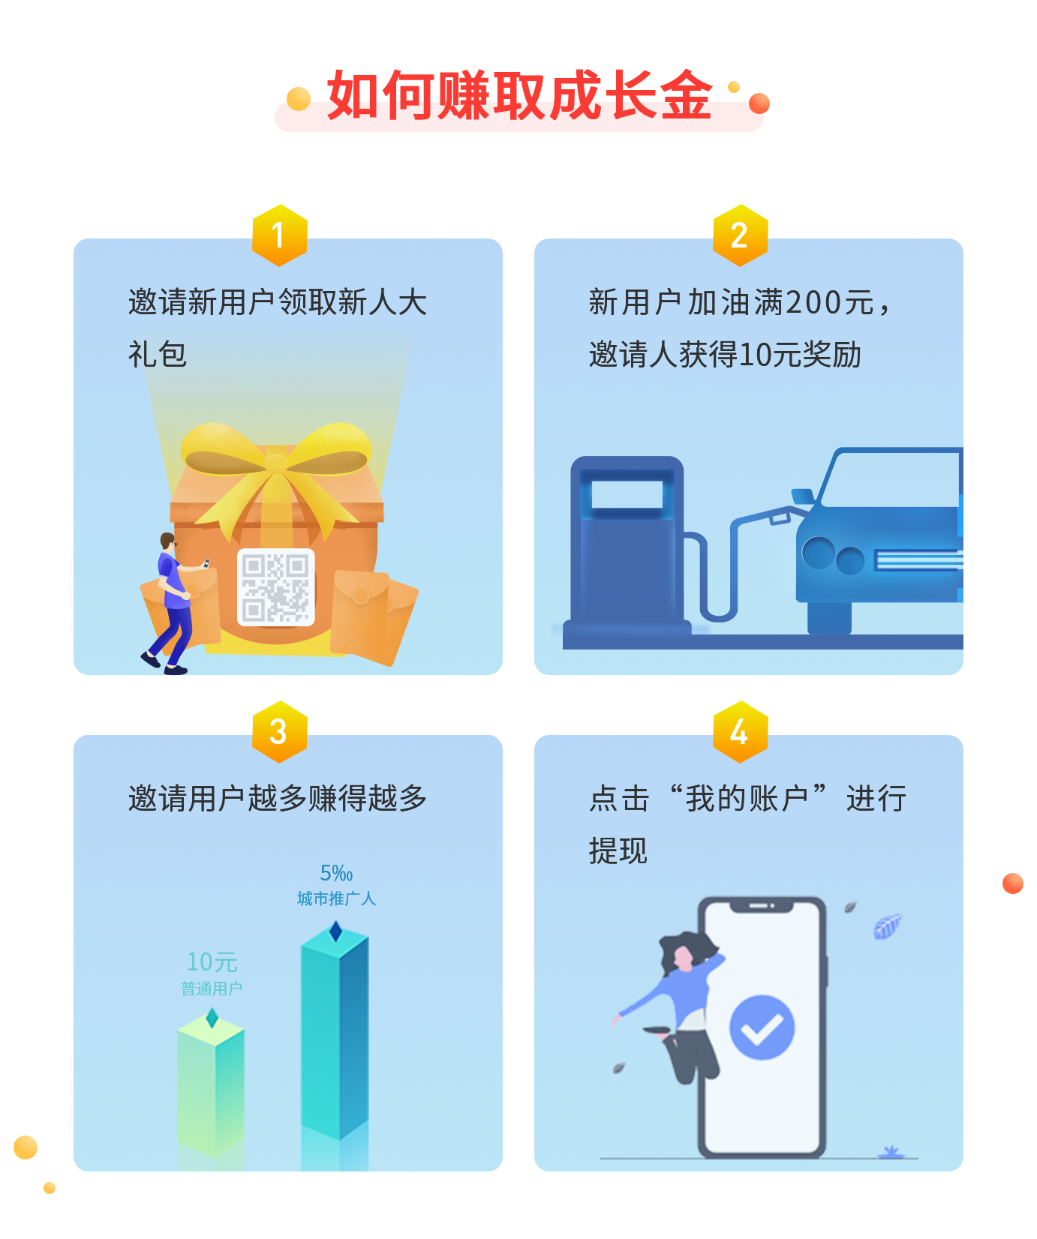 如何赚取成长金
1
邀请新用户领取新人大
礼包
2
新用户加油满200元，
邀请人获得10元奖励
3
邀请用户越多赚得越多
5‰
城市推广人
10元
普通用户
4
点击“我的账户”进行
提现